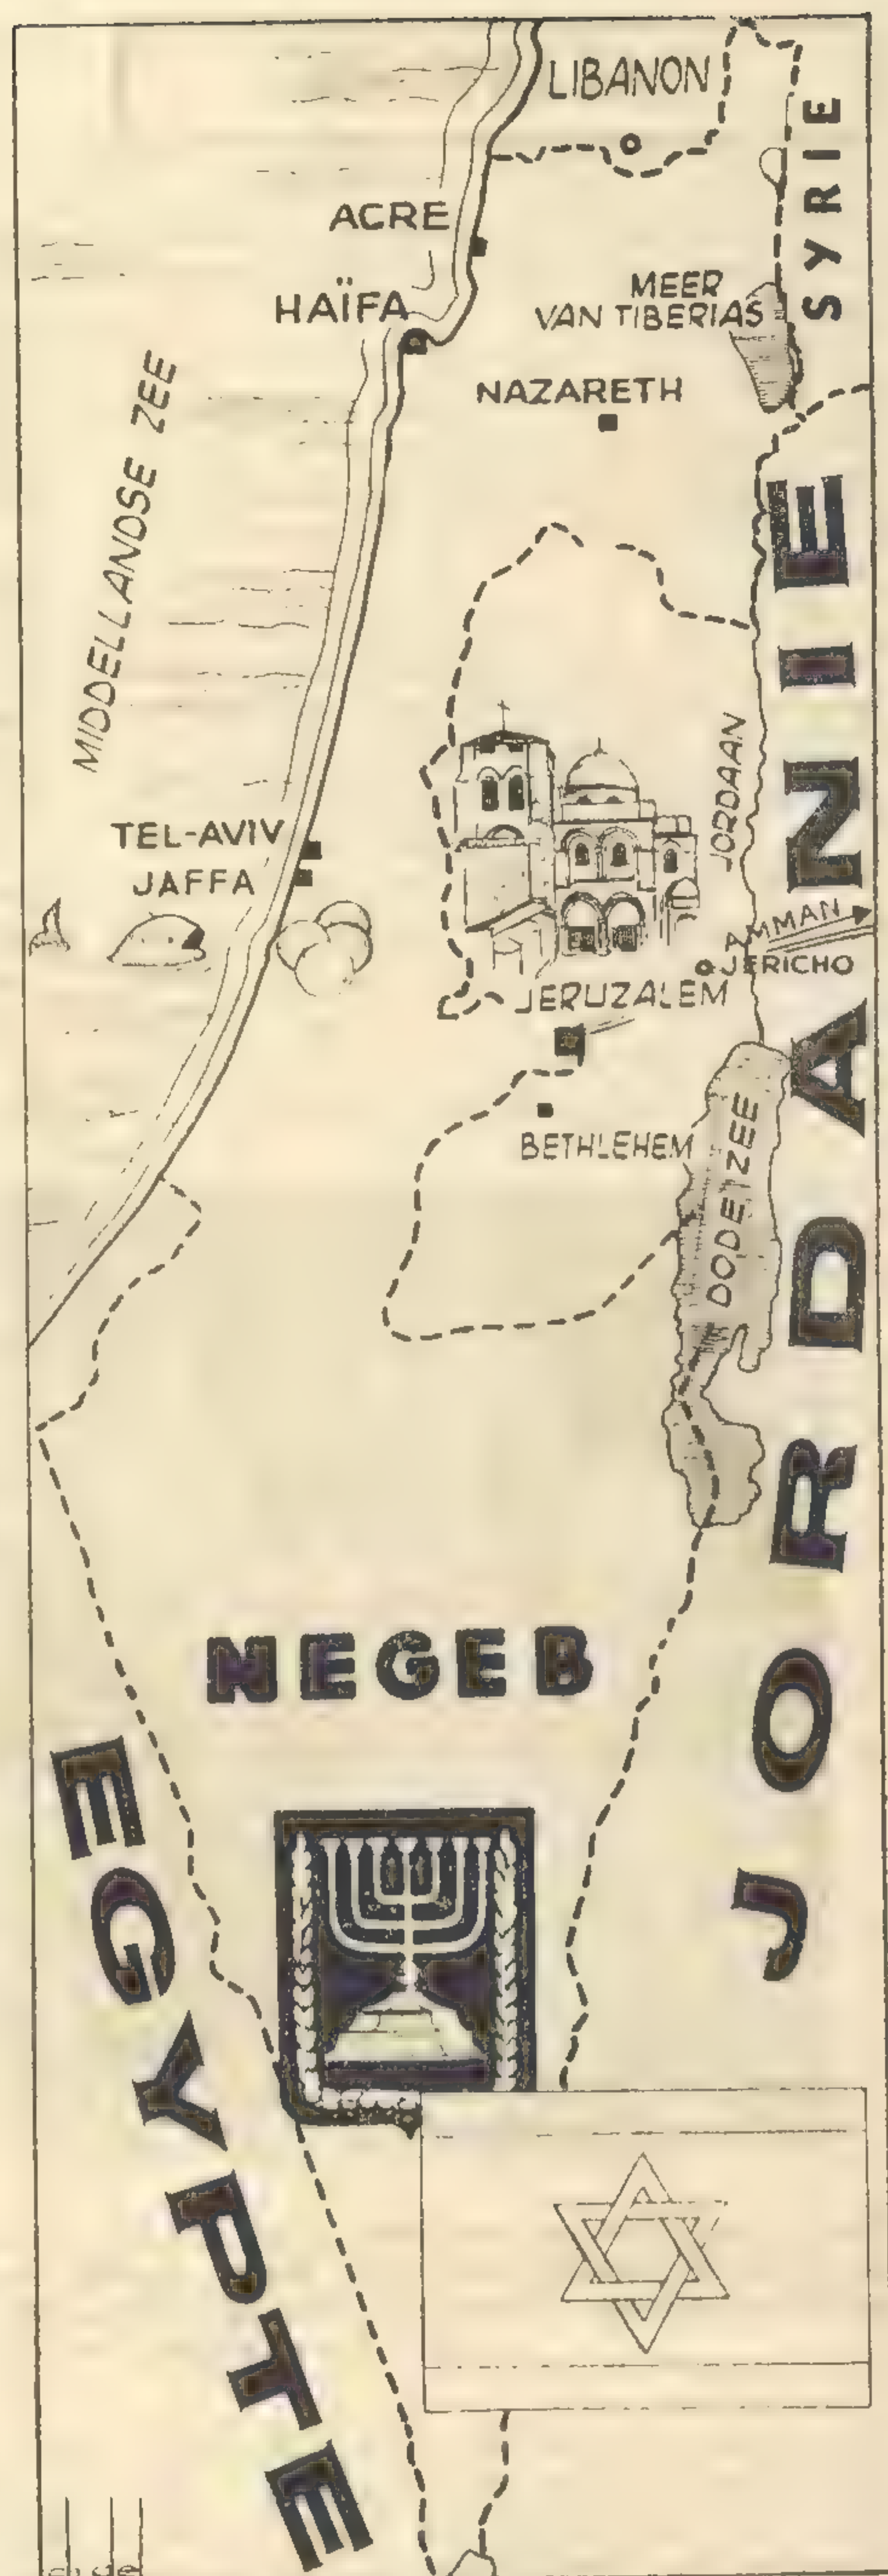 LIBANON
SYRIE
ACRE
HAÏFA
MEER
VAN TIBERIAS
NAZARETH
MIDDELLANDSE ZEE
JORDANIE
JORDAAN
TEL-AVIV
JAFFA
AMMAN
JERICHO
JERUZALEM
BETHLEHEM
DODE ZEE
NEGEB
EGYPTE